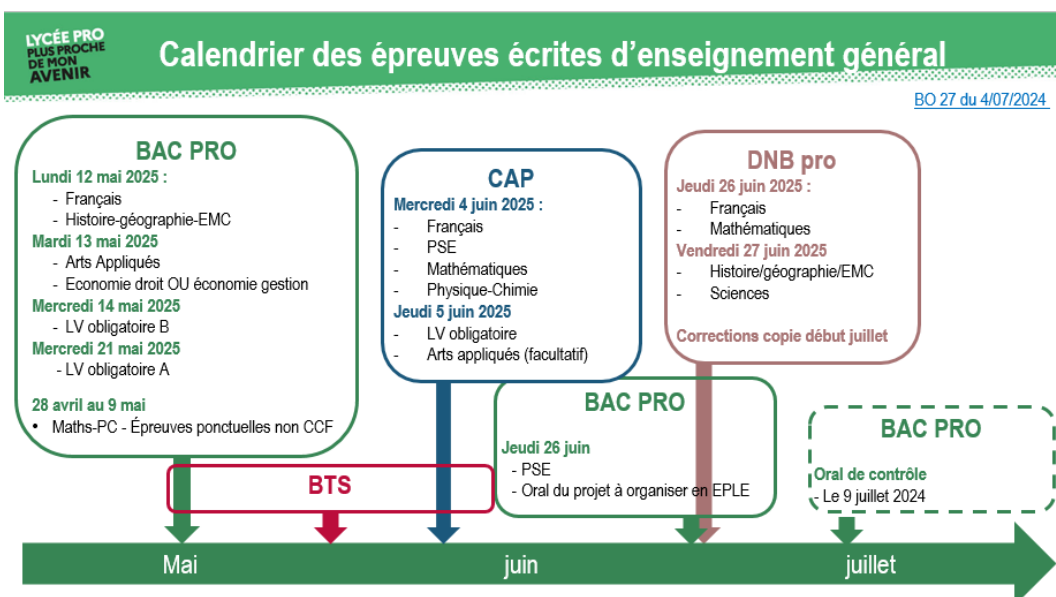 LYCÉE PRO
PLUS PROCHE
DE MON
AVENIR
Calendrier des épreuves écrites d'enseignement général
BO 27 du 4/07/2024
BAC PRO
Lundi 12 mai 2025 :
- Français
- Histoire-géographie-EMC
Mardi 13 mai 2025
- Arts Appliqués
- Economie droit OU économie gestion
Mercredi 14 mai 2025
- LV obligatoire B
Mercredi 21 mai 2025
- LV obligatoire A
28 avril au 9 mai
• Maths-PC - Épreuves ponctuelles non CCF
CAP
Mercredi 4 juin 2025 :
- Français
- PSE
- Mathématiques
- Physique-Chimie
Jeudi 5 juin 2025
- LV obligatoire
- Arts appliqués (facultatif)
DNB pro
Jeudi 26 juin 2025 :
- Français
- Mathématiques
Vendredi 27 juin 2025
- Histoire/géographie/EMC
- Sciences
Corrections copie début juillet
BTS
BAC PRO
Jeudi 26 juin
- PSE
- Oral du projet à organiser en EPLE
BAC PRO
Oral de contrôle
- Le 9 juillet 2024
Mai
juin
juillet